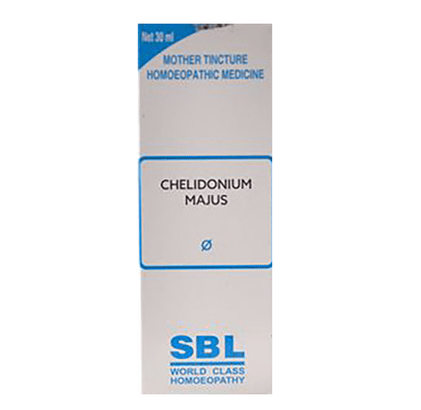 Net 30 ml
MOTHER TINCTURE
HOMOEOPATHIC MEDICINE
CHELIDONIUM
MAJUS
Ø
SBL
WORLD CLASS
HOMOEOPATHY